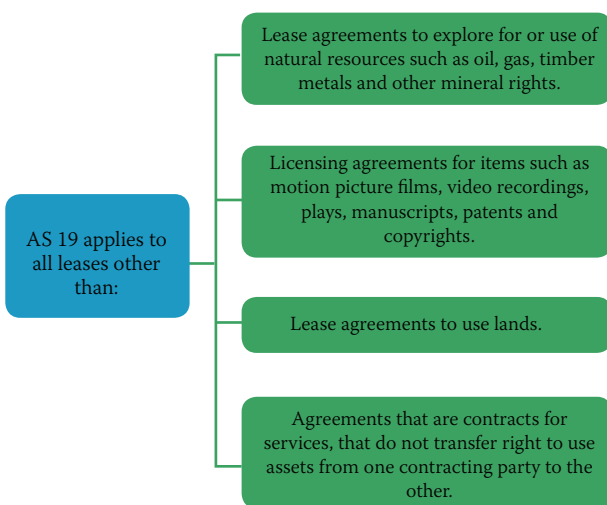 AS 19 applies to
all leases other
than:
Lease agreements to explore for or use of
natural resources such as oil, gas, timber
metals and other mineral rights.
Licensing agreements for items such as
motion picture films, video recordings,
plays, manuscripts, patents and
copyrights.
Lease agreements to use lands.
Agreements that are contracts for
services, that do not transfer right to use
assets from one contracting party to the
other.